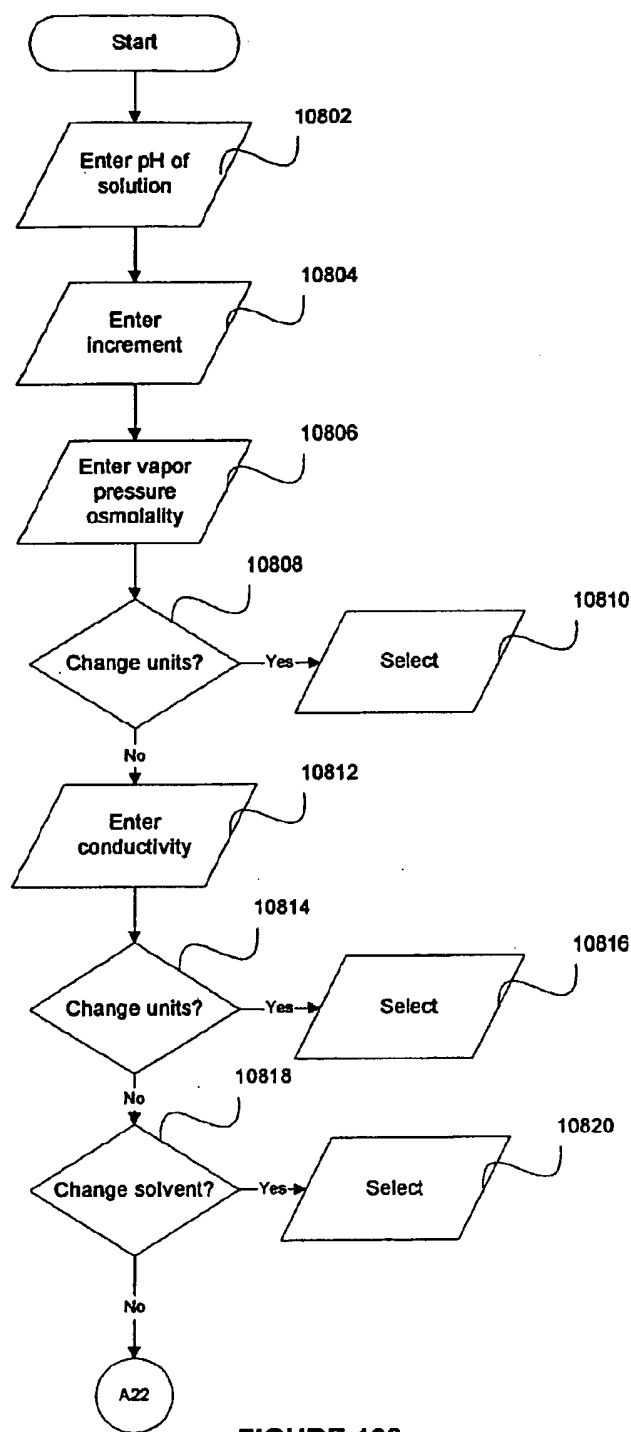 Start
10802
Enter pH of
solution
10804
Enter
increment
10806
Enter vapor
pressure
osmolality
10808
10810
Change units?
Yes
Select
No
10812
Enter
conductivity
10814
10816
Change units?
Yes
Select
No
10818
10820
Change solvent?
Yes
Select
No
A22